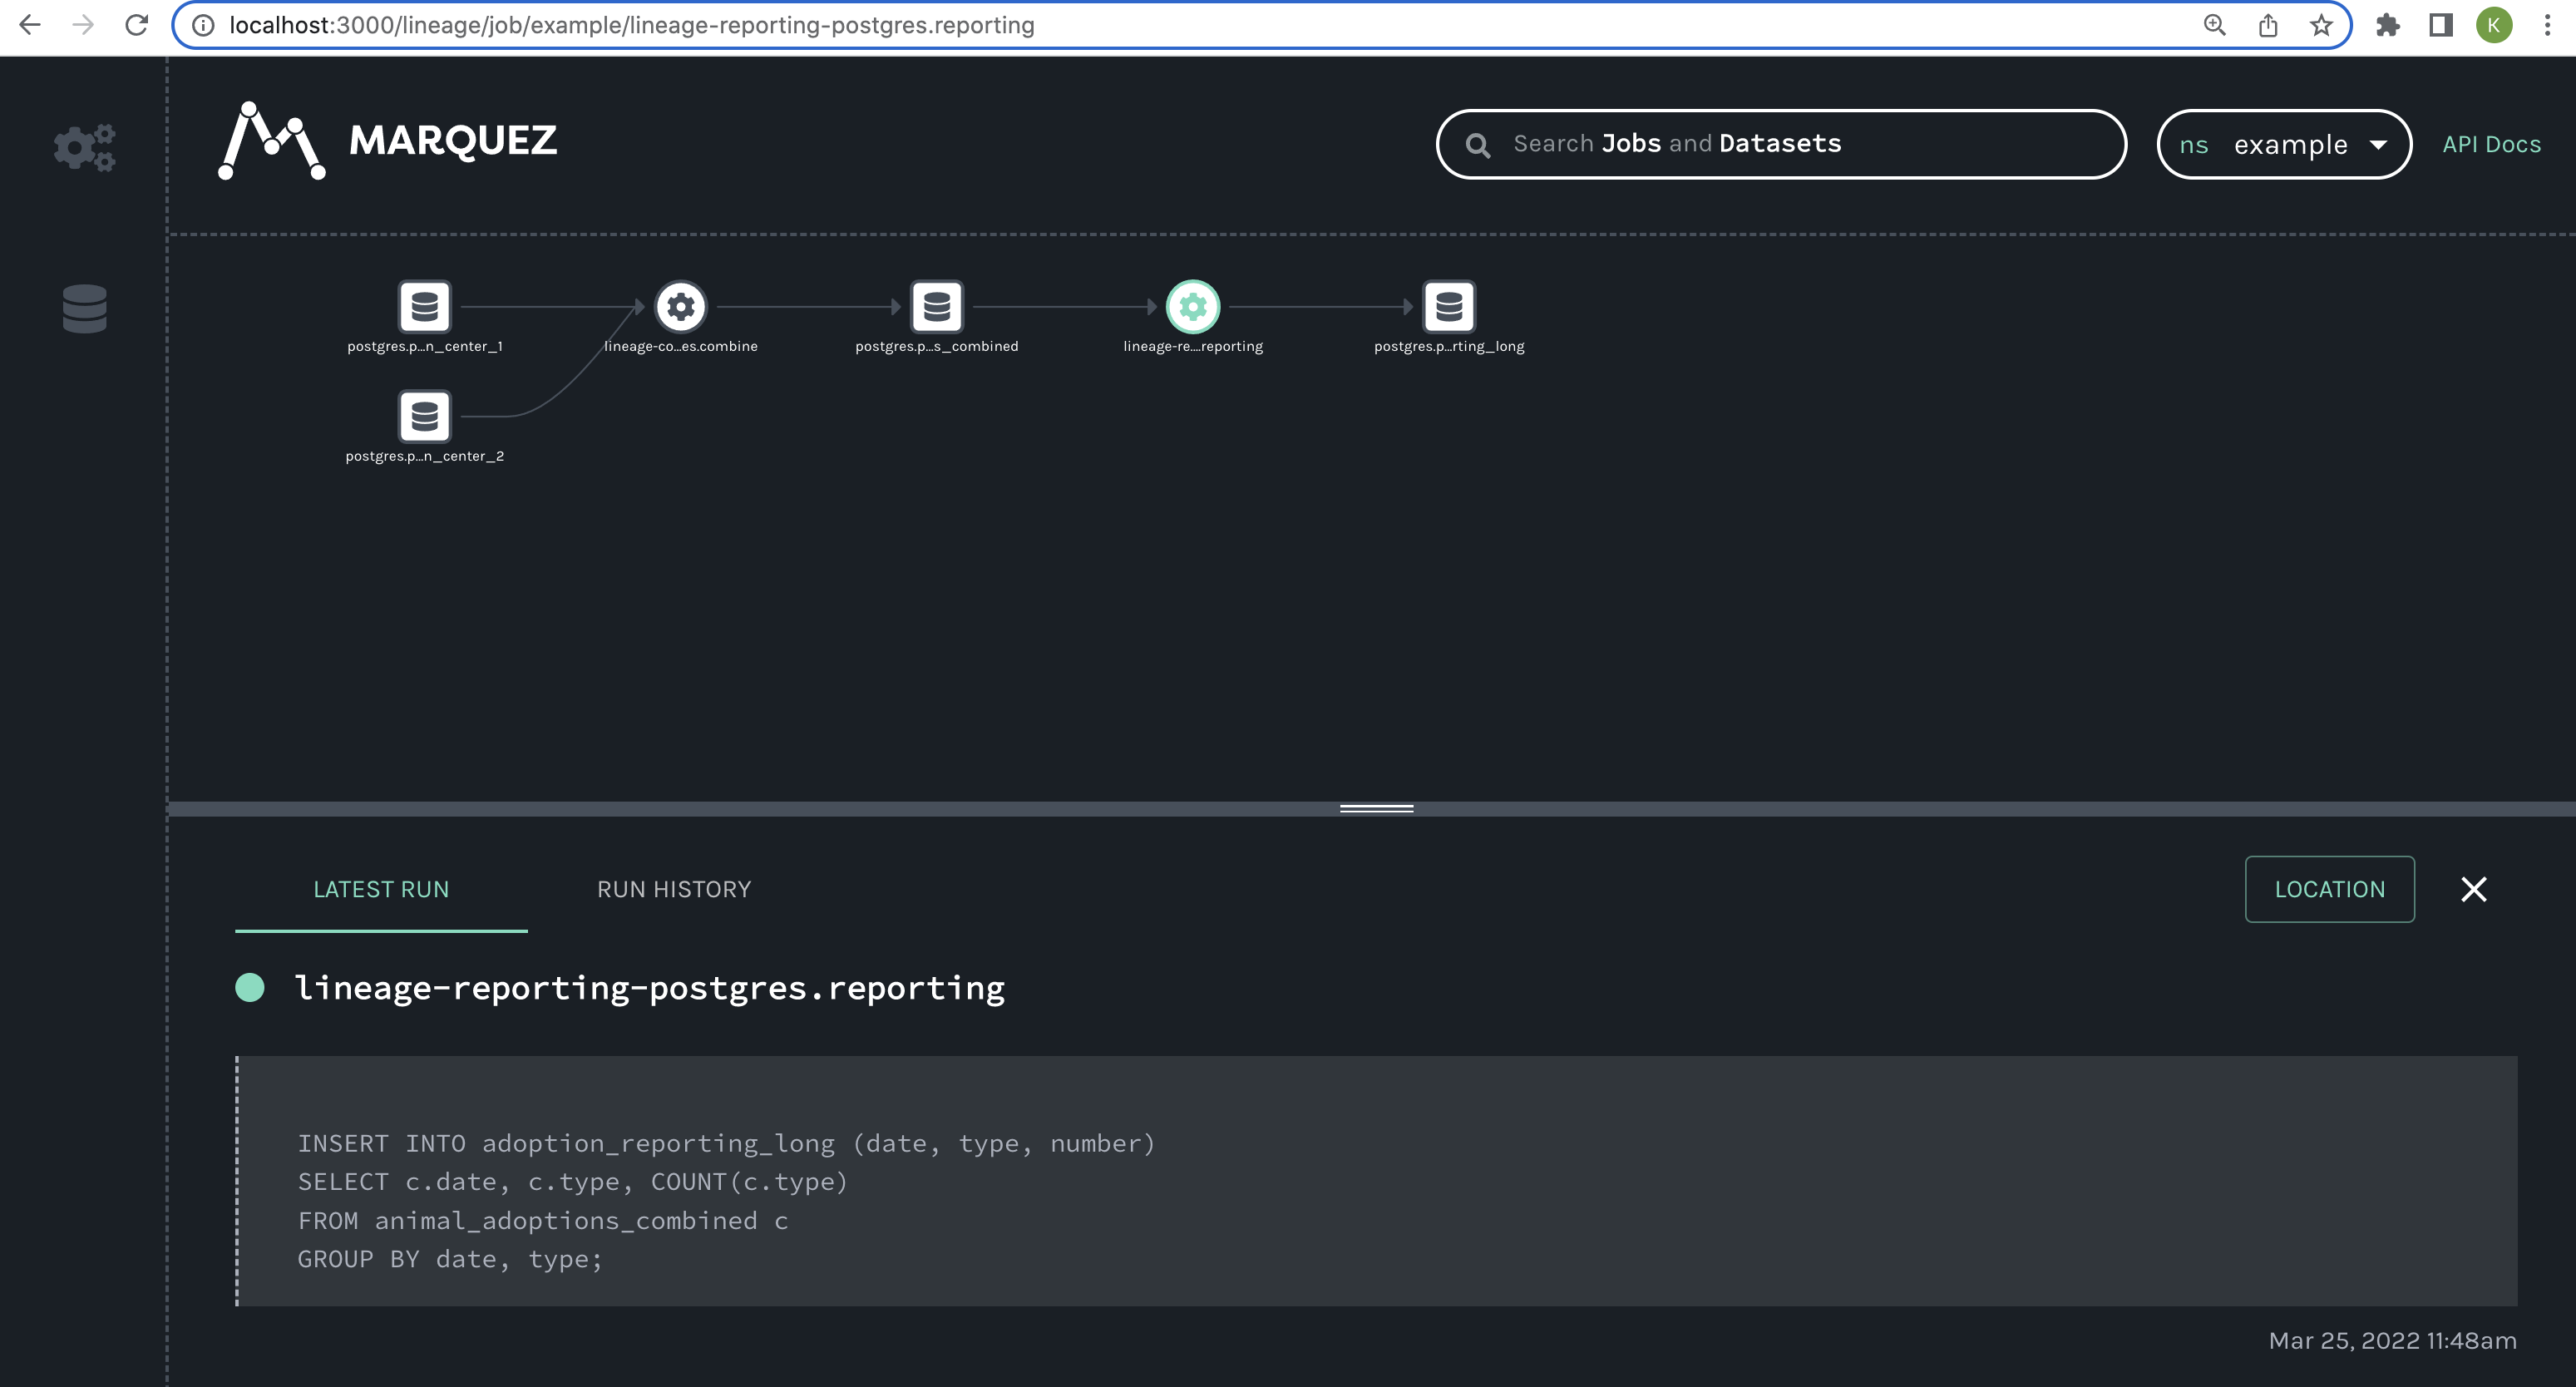 localhost:3000/lineage/job/example/lineage-reporting-postgres.reporting
K
MARQUEZ
Search Jobs and Datasets
ns example
API Docs
postgres.p...n_center_1
lineage-co...es.combine
postgres.p...s_combined
lineage-re....reporting
postgres.p...rting_long
postgres.p...n_center_2
LATEST RUN
RUN HISTORY
LOCATION
lineage-reporting-postgres.reporting
INSERT INTO adoption_reporting_long (date, type, number)
SELECT c.date, c.type, COUNT(c.type)
FROM animal_adoptions_combined c
GROUP BY date, type;
Mar 25, 2022 11:48am